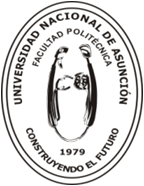 UNIVERSIDAD NACIONAL DE ASUNCIÓN
FACULTAD POLITÉCNICA
1979
CONSTRUYENDO EL FUTURO